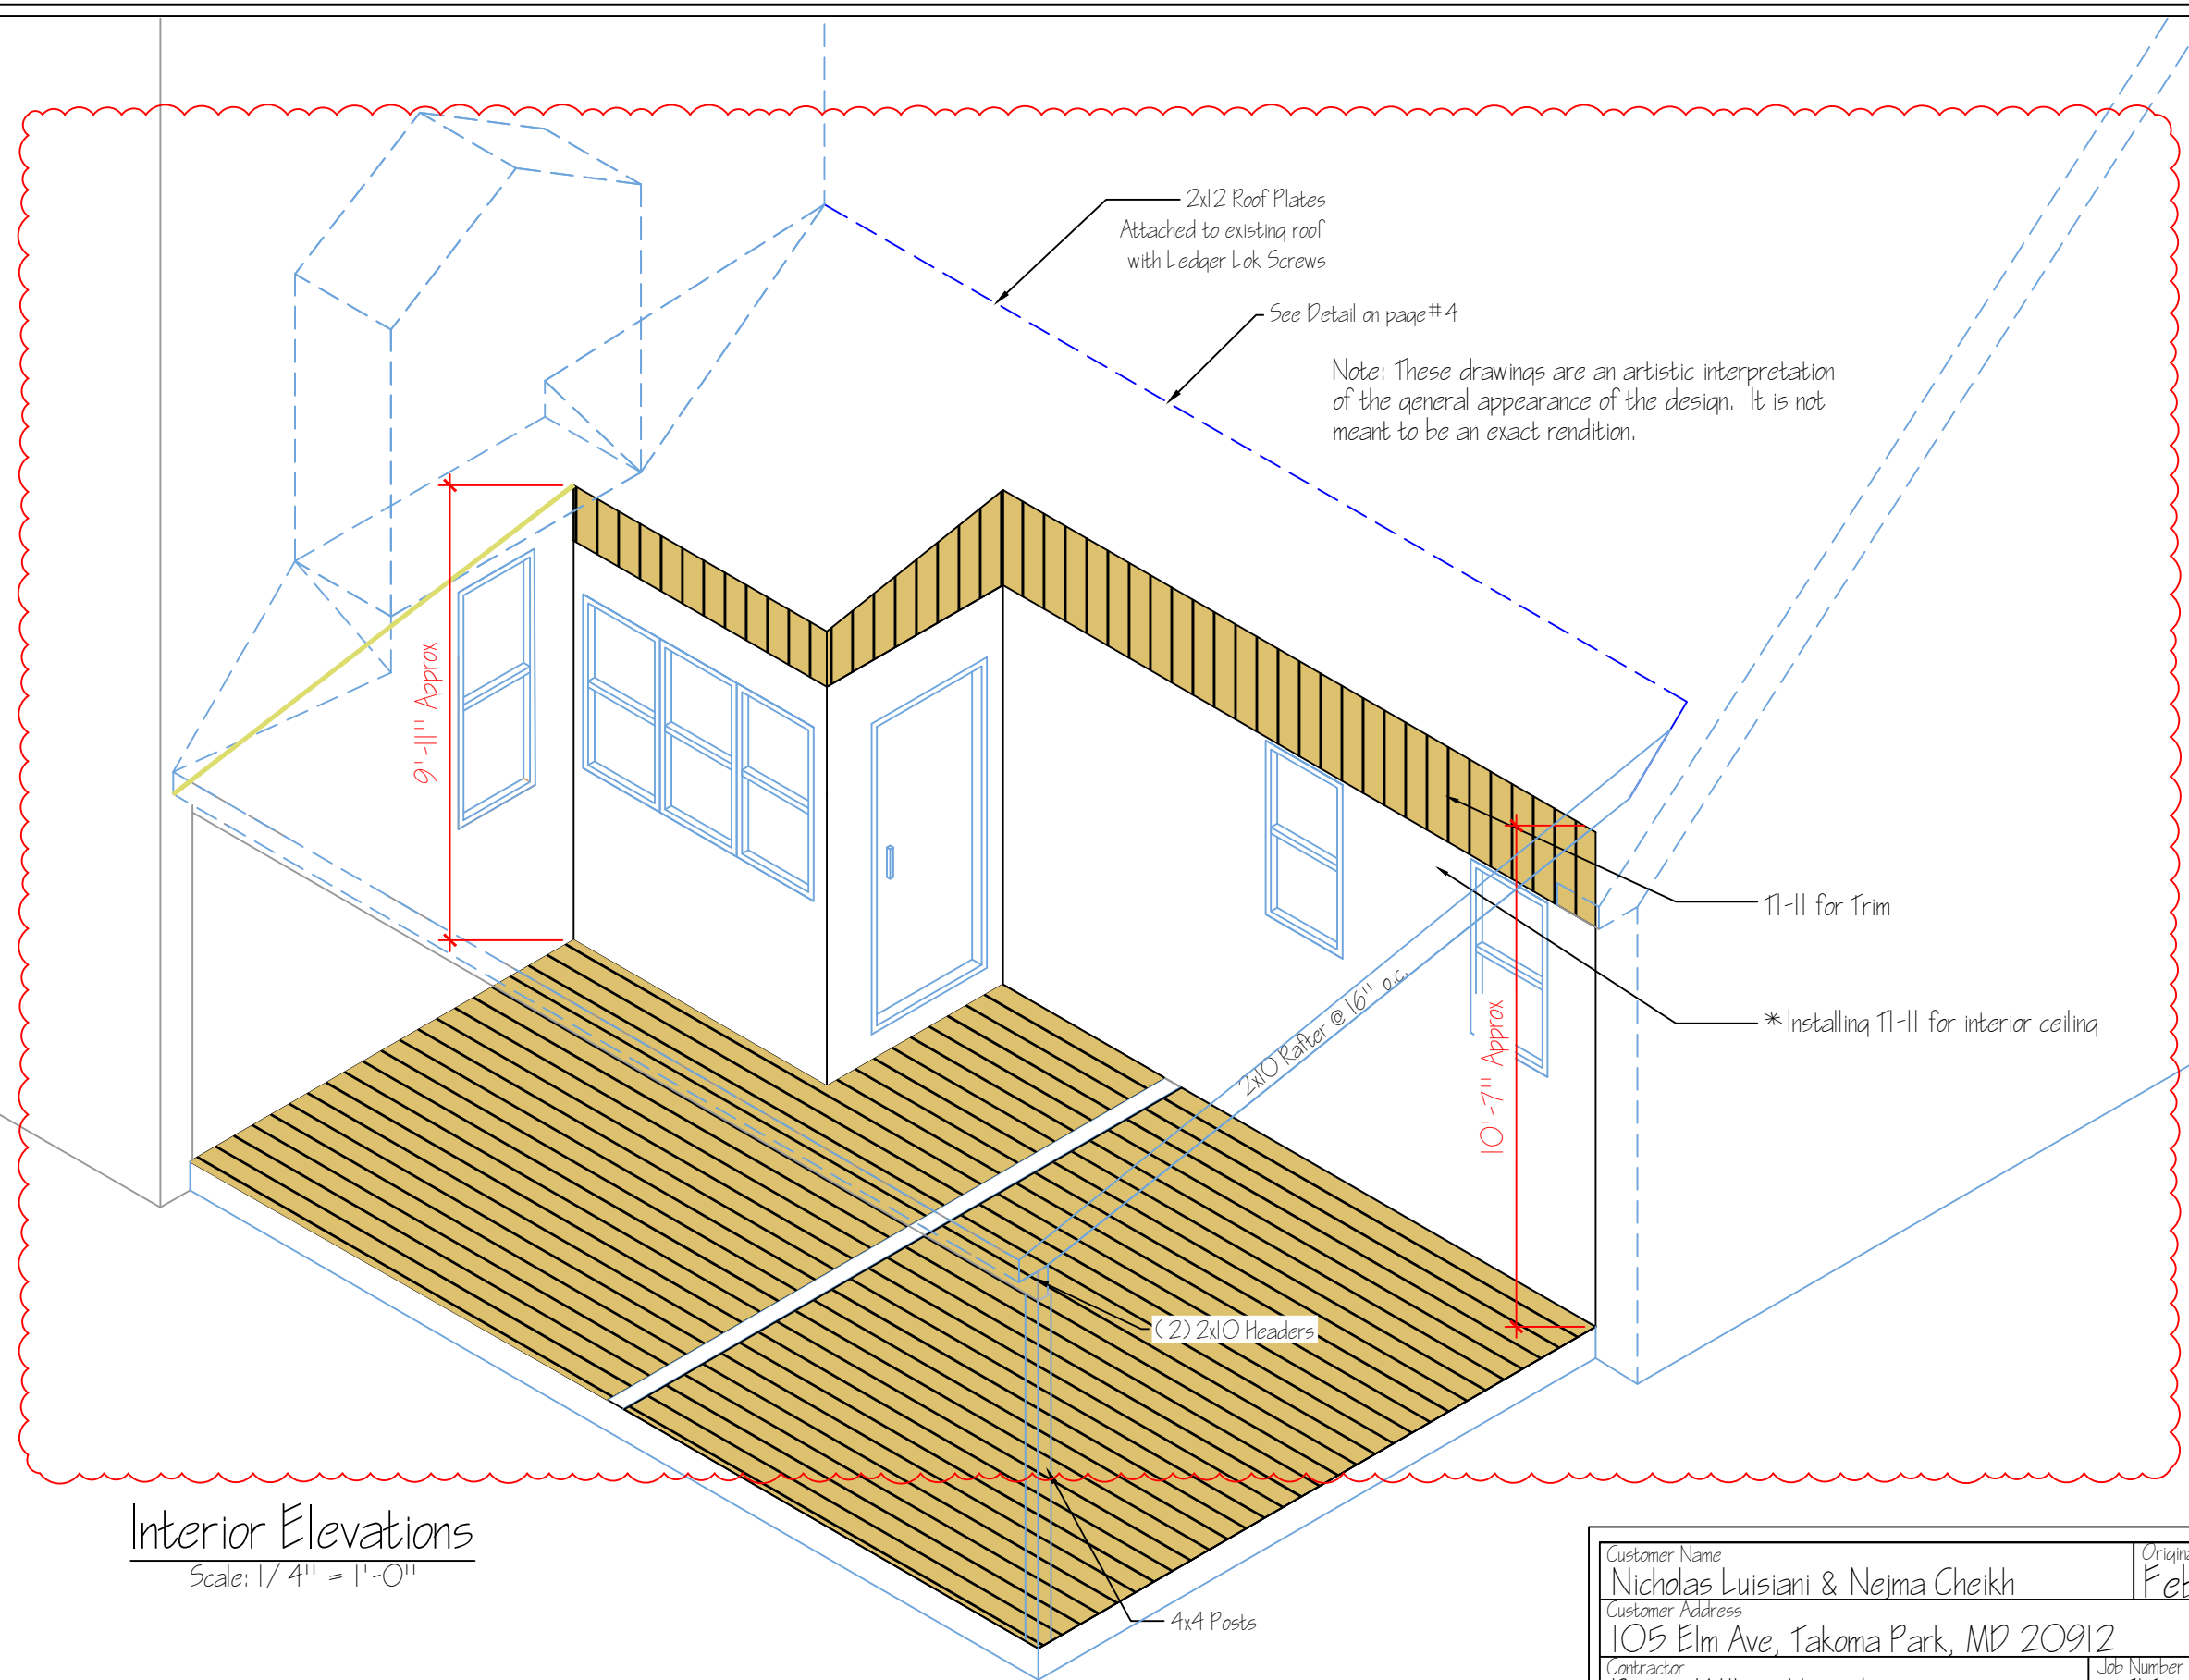 2x12 Roof Plates
Attached to existing roof
with Ledger Lok Screws
See Detail on page#4
Note: These drawings are an artistic interpretation
of the general appearance of the design. It is not
meant to be an exact rendition.
9'-11" Approx
T1-11 for Trim
*Installing T1-11 for interior ceiling
2x10 Rafter @ 16" o.c.
10'-7" Approx
(2) 2x10 Headers
4x4 Posts
Interior Elevations
Scale: 1/4" = 1'-0"
Customer Name
Nicholas Luisiani & Nejma Cheikh
Customer Address
105 Elm Ave, Takoma Park, MD 20912
Contractor
Job Number